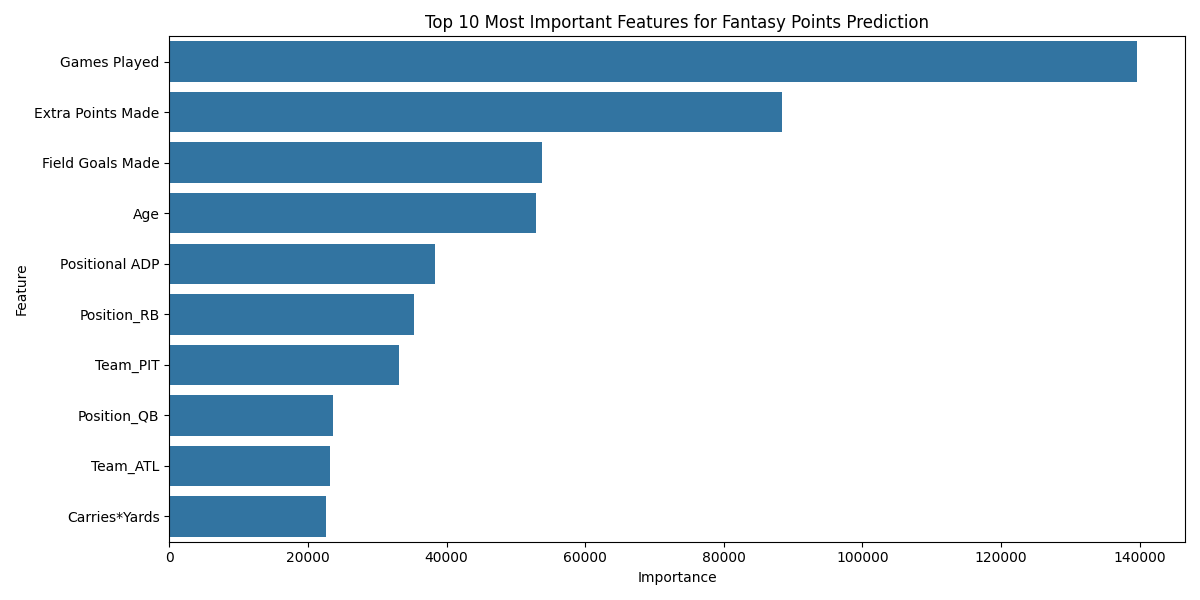 Top 10 Most Important Features for Fantasy Points Prediction
Games Played
Extra Points Made
Field Goals Made
Age
Positional ADP
Position_RB
Team_PIT
Position_QB
Team_ATL
Carries*Yards
Feature
0 20000 40000 60000 80000 100000 120000 140000
Importance